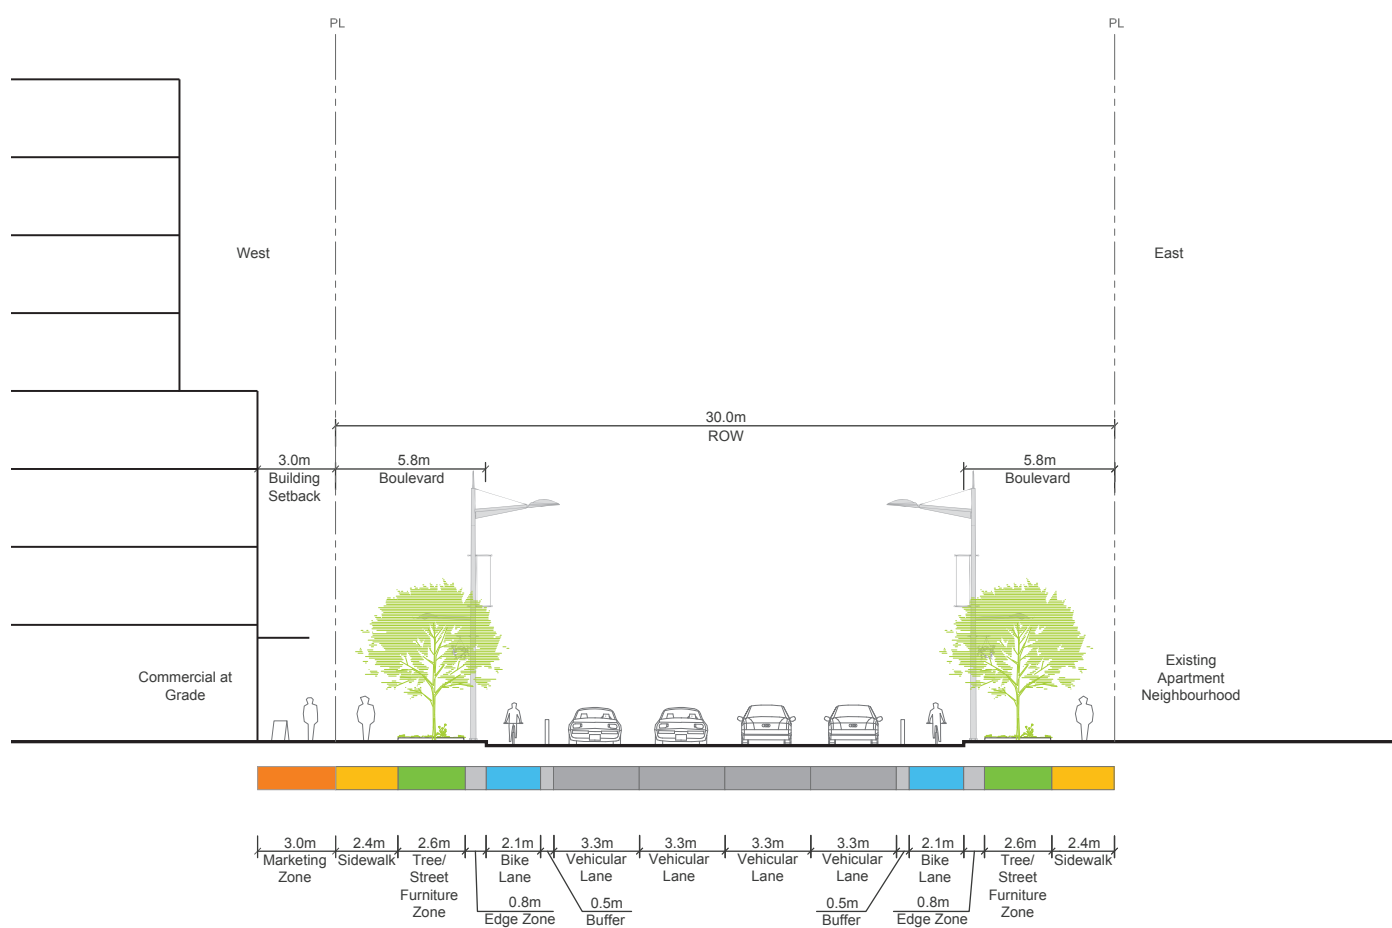 PL
PL
West
East
30.0m
ROW
3.0m
Building
Setback
5.8m
Boulevard
5.8m
Boulevard
Commercial at
Grade
Existing
Apartment
Neighbourhood
3.0m
Marketing
Zone
2.4m
Sidewalk
2.6m
Tree/
Street
Furniture
Zone
0.8m
Edge Zone
2.1m
Bike
Lane
0.5m
Buffer
3.3m
Vehicular
Lane
3.3m
Vehicular
Lane
3.3m
Vehicular
Lane
3.3m
Vehicular
Lane
0.5m
Buffer
2.1m
Bike
Lane
0.8m
Edge Zone
2.6m
Tree/
Street
Furniture
Zone
2.4m
Sidewalk